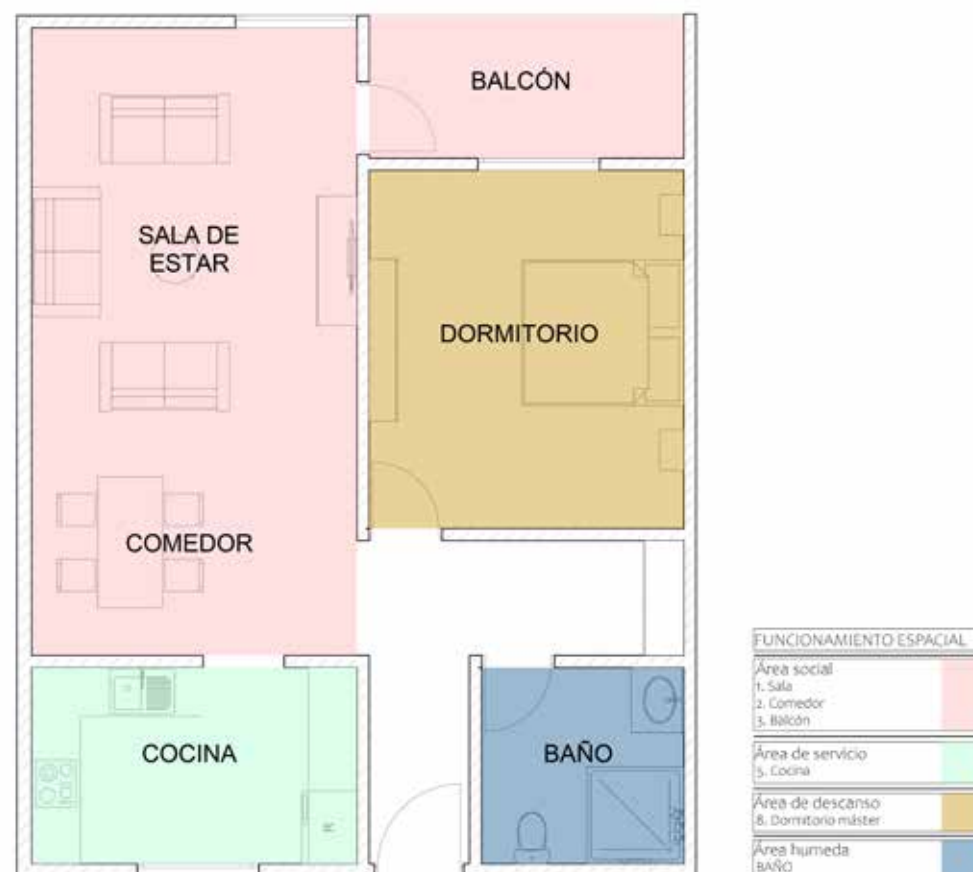 BALCÓN
SALA DE
ESTAR
DORMITORIO
COMEDOR
COCINA
BAÑO
R
FUNCIONAMIENTO ESPACIAL
Área social
1. Sala
2. Comedor
3. Balcón
Área de servicio
5. Cocina
Área de descanso
8. Dormitorio máster
Área humeda
BAÑO